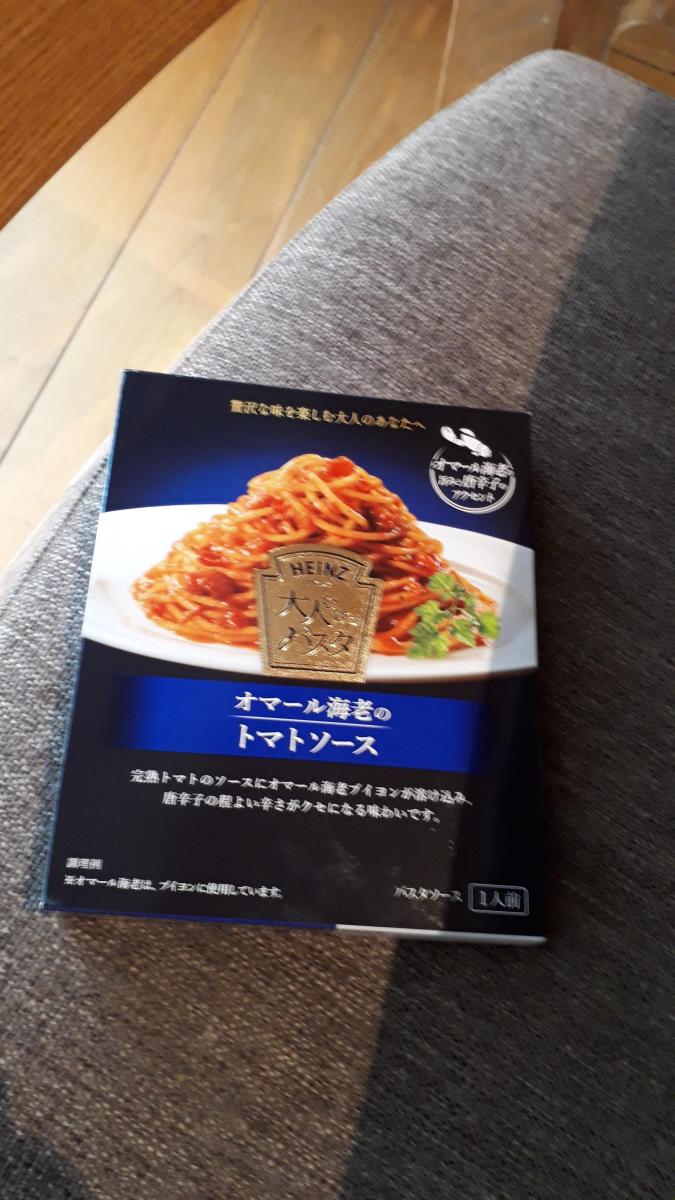 贅沢な味を楽しむ大人のあなたへ
オマール海老の
旨みと唐辛子の
アクセント
HEINZ
大人の
パスタ
オマール海老の
トマトソース
完熟トマトのソースにオマール海老ブイヨンが溶け込み、
唐辛子の程よい辛さがクセになる味わいです。
調理例
※オマール海老は、ブイヨンに使用しています。
パスタソース 1人前